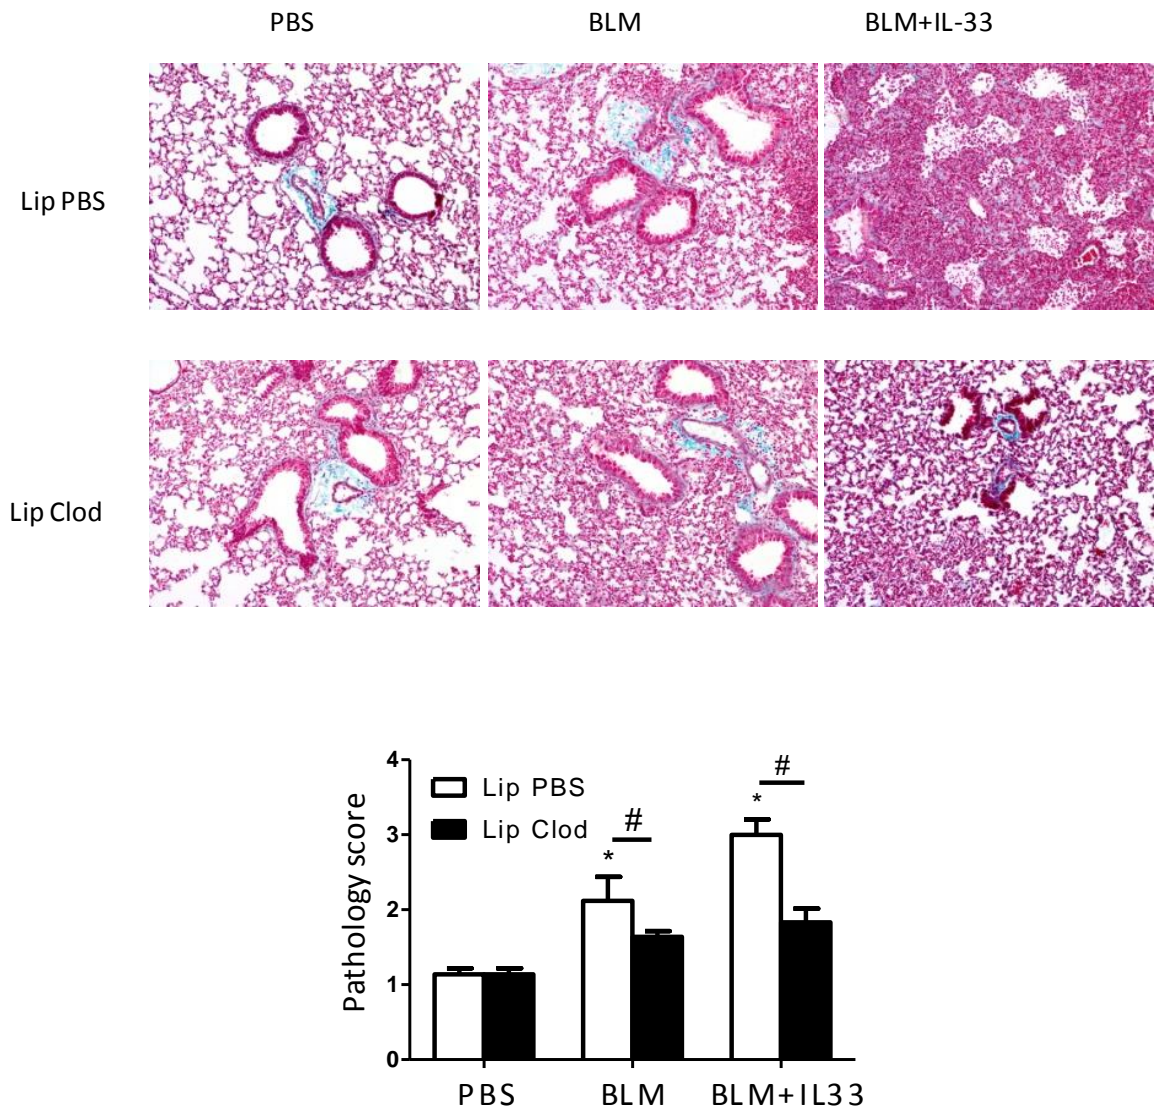 PBS BLM BLM+IL-33
Lip PBS
Lip Clod
4
3
2
1
0
Pathology score
Lip PBS
Lip Clod
#
*
#
*
PBS BLM BLM+IL33